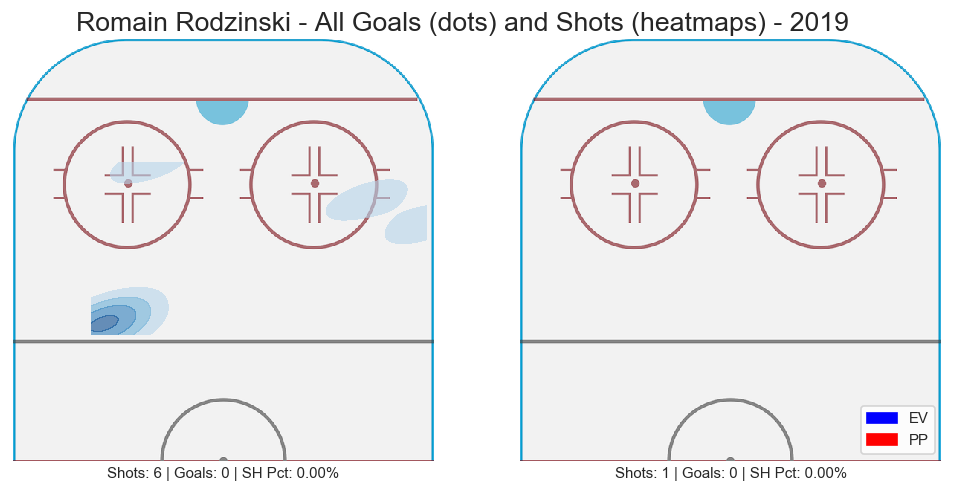 Romain Rodzinski - All Goals (dots) and Shots (heatmaps) - 2019
EV
PP
Shots: 6 | Goals: 0 | SH Pct: 0.00%
Shots: 1 | Goals: 0 | SH Pct: 0.00%